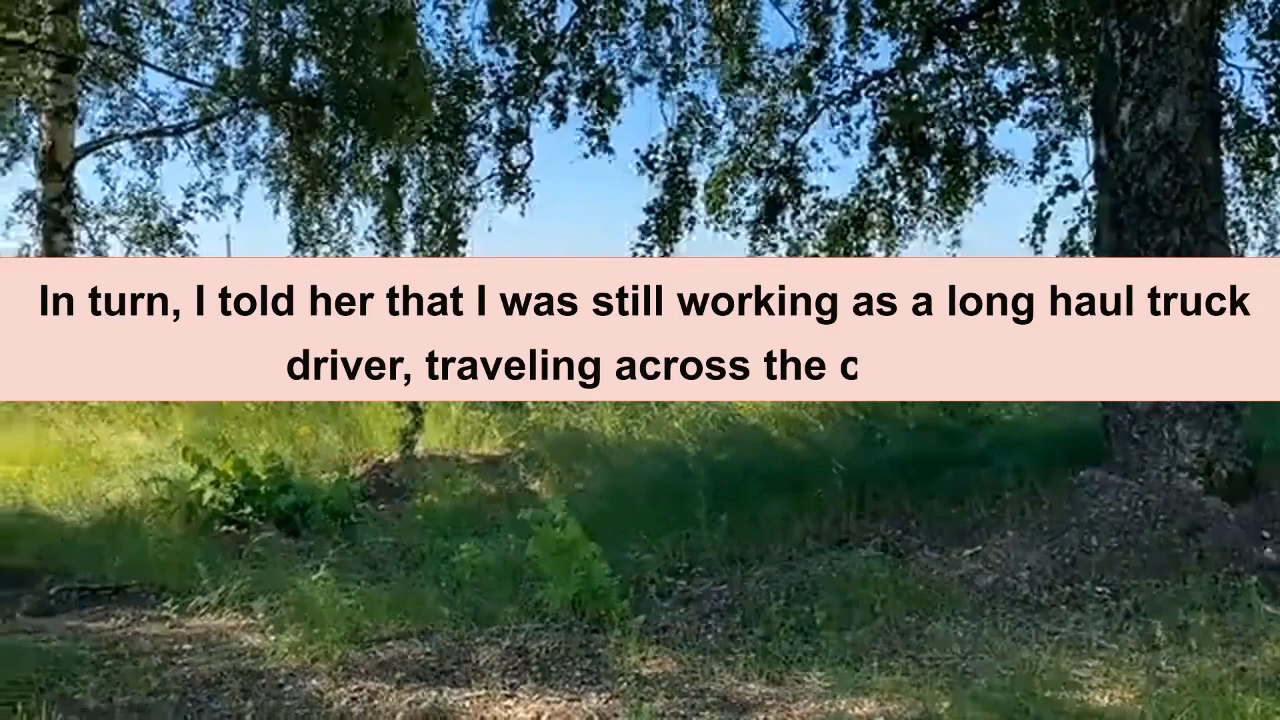 In turn, I told her that I was still working as a long haul truck
driver, traveling across the c